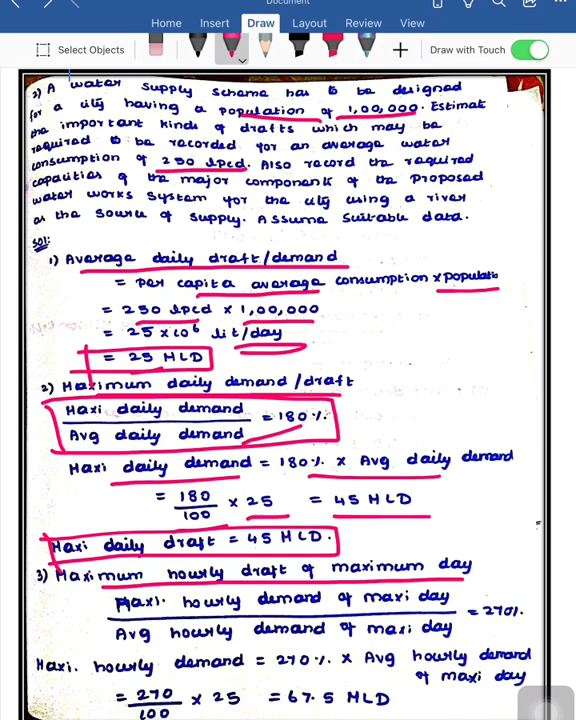 Document
Home Insert Draw Layout Review View
Select Objects
Draw with Touch
2) A water supply scheme has to be designed
for a city having a population of 1,00,000. Estimate
the important kinds of drafts which may be
required to be recorded for an average water
consumption of 250 lpcd. Also record the required
capacities of the major components of the proposed
water works system for the city using a river
as the source of supply. Assume suitable data.
Sol:
1) Average daily draft/demand
= per capita average consumption × populatio
= 250 lpcd × 1,00,000
= 25×10⁶ lit/day
= 25 MLD
2) Maximum daily demand/draft
Maxi daily demand
Avg daily demand = 180%.
Maxi daily demand = 180% × Avg daily demand
= 180/100 × 25 = 45 MLD
Maxi daily draft = 45 MLD.
3) Maximum hourly draft of maximum day
Maxi. hourly demand of maxi day
Avg hourly demand of maxi day = 270%.
Maxi. hourly demand = 270% × Avg hourly demand
of maxi day
= 270/100 × 25 = 67.5 MLD